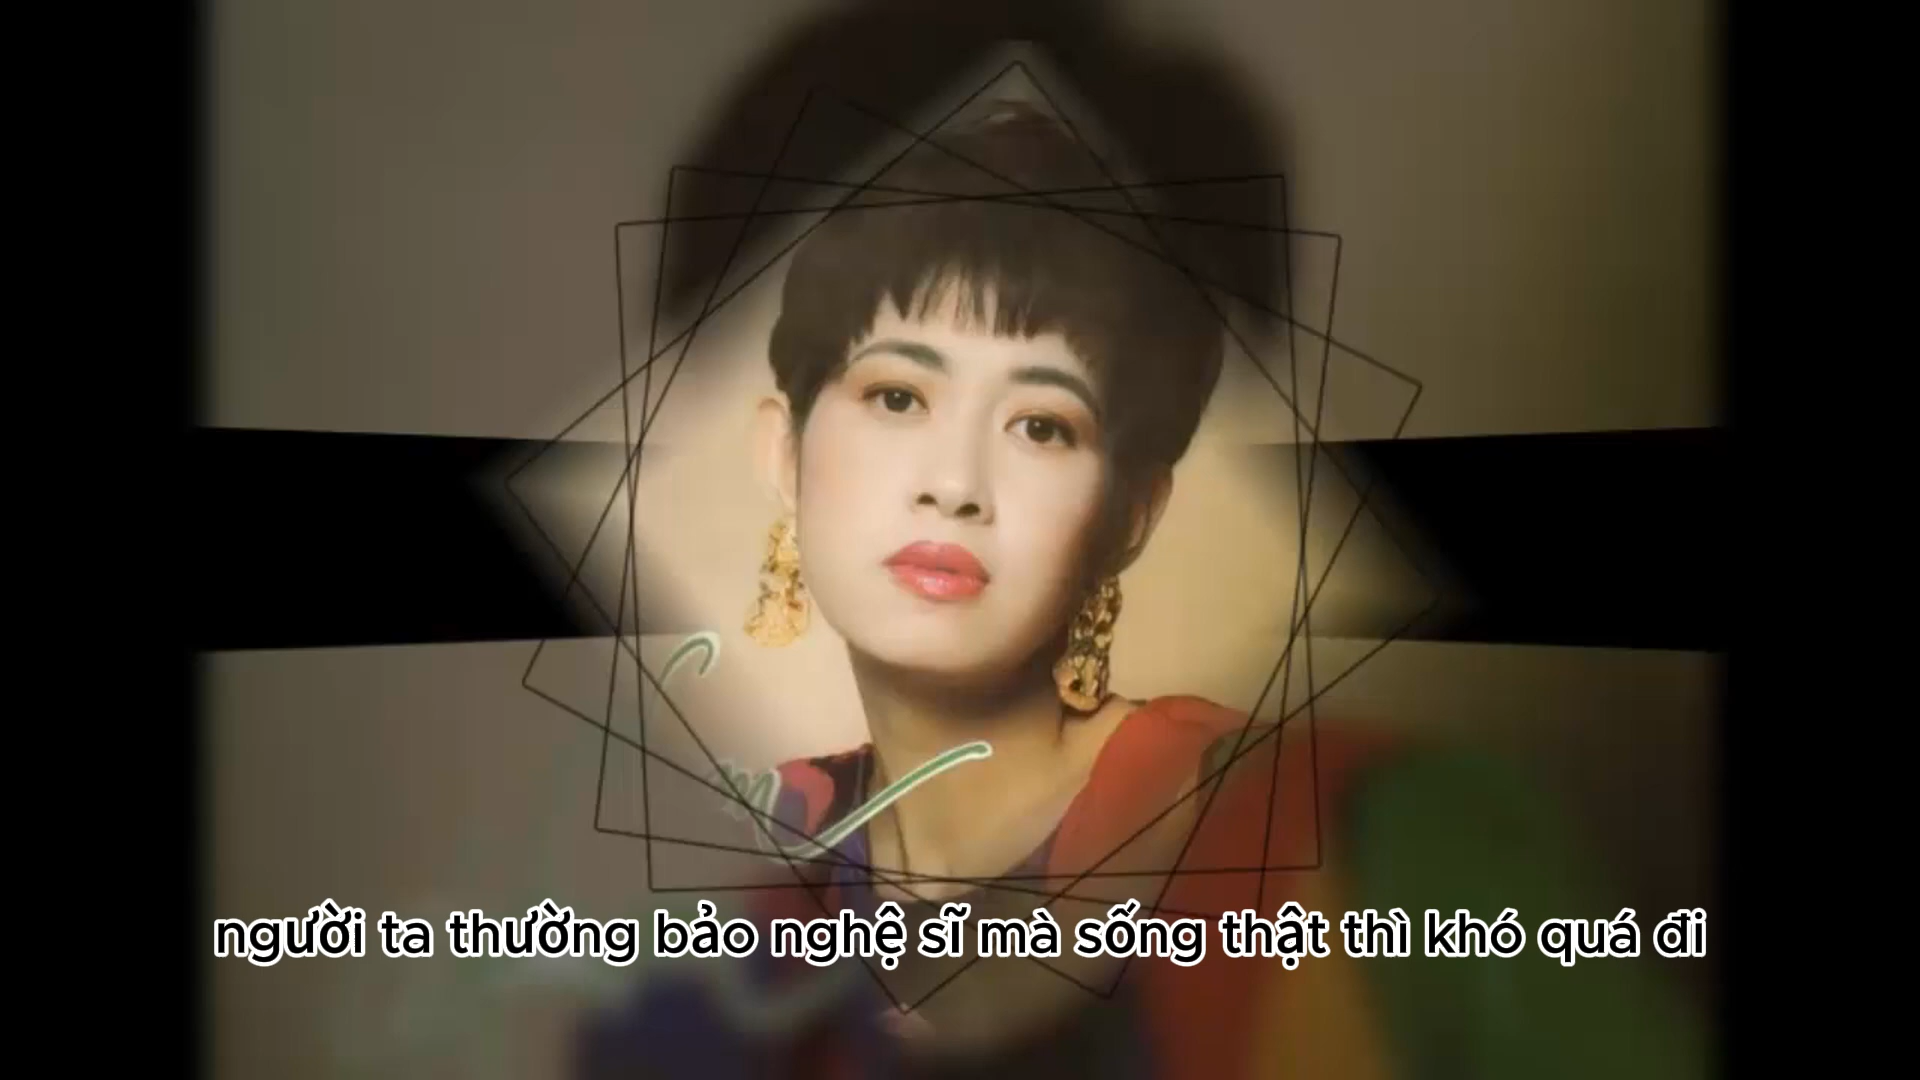 người ta thường bảo nghệ sĩ mà sống thật thì khó quá đi